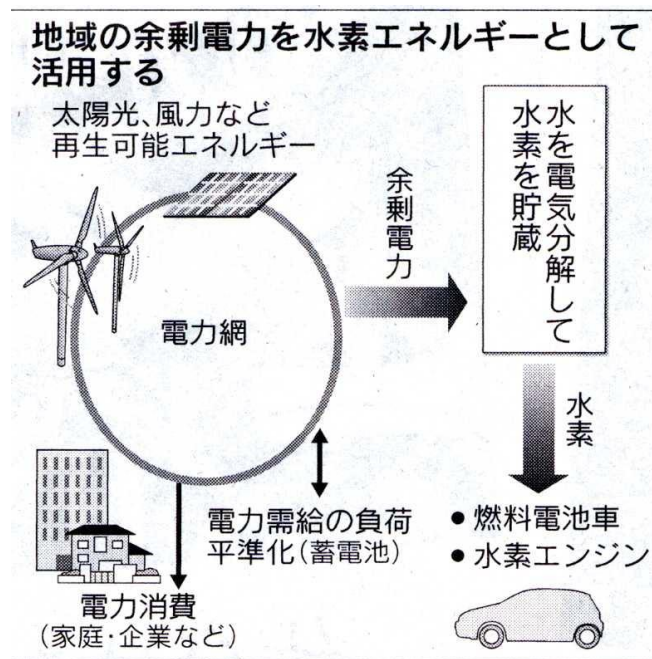 地域の余剰電力を水素エネルギーとして
活用する
太陽光、風力など
再生可能エネルギー
余剰電力
水を電気分解して
水素を貯蔵
電力網
水素
電力需給の負荷
平準化(蓄電池)
●燃料電池車
●水素エンジン
電力消費
(家庭・企業など)